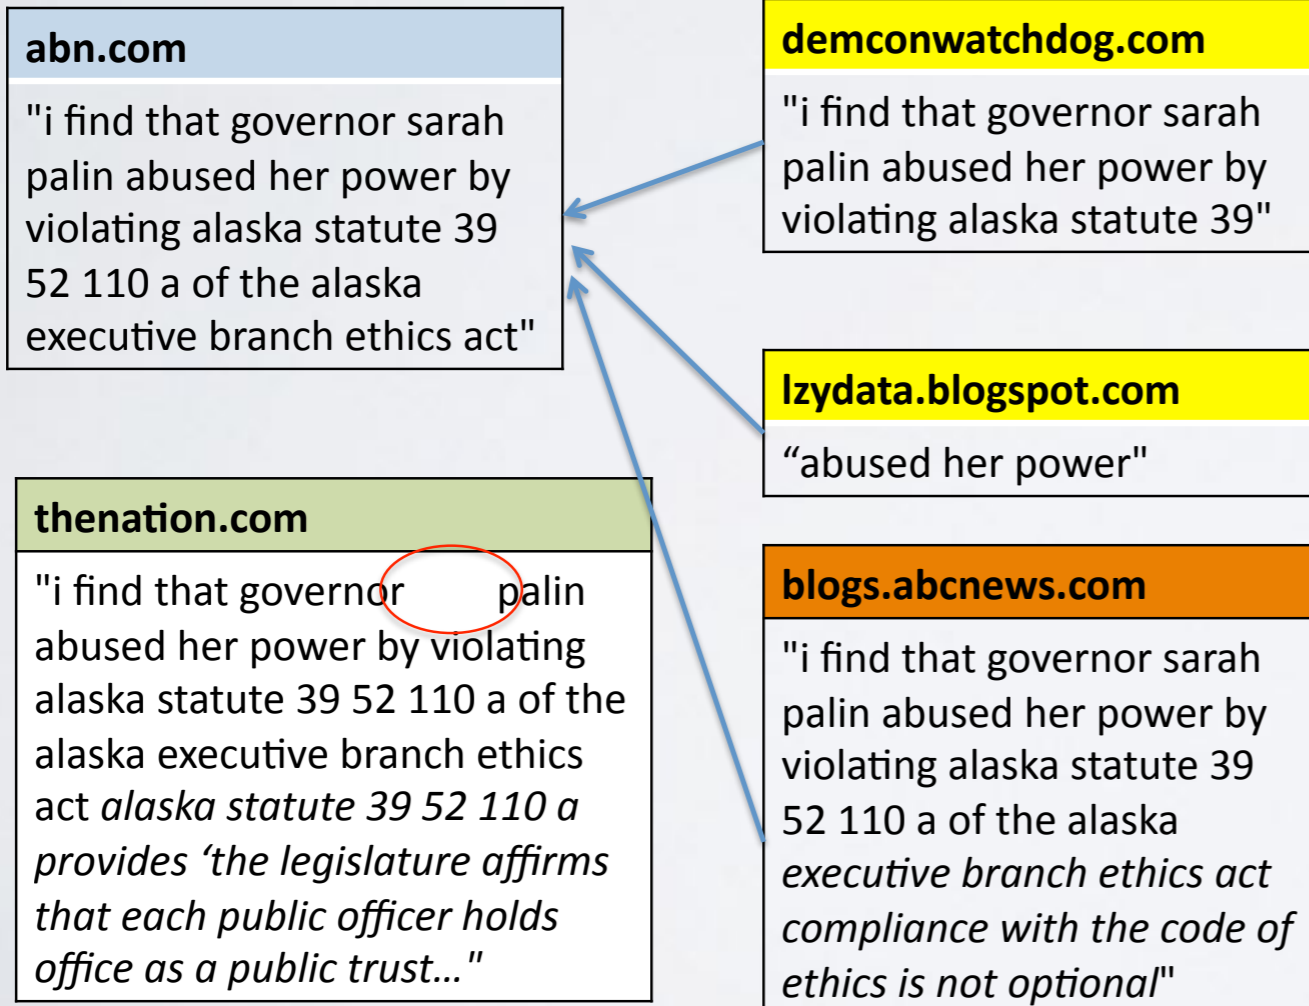 abn.com
"i find that governor sarah
palin abused her power by
violating alaska statute 39
52 110 a of the alaska
executive branch ethics act"
thenation.com
"i find that governor palin
abused her power by violating
alaska statute 39 52 110 a of the
alaska executive branch ethics
act alaska statute 39 52 110 a
provides ‘the legislature affirms
that each public officer holds
office as a public trust…"
demconwatchdog.com
"i find that governor sarah
palin abused her power by
violating alaska statute 39"
lzydata.blogspot.com
“abused her power"
blogs.abcnews.com
"i find that governor sarah
palin abused her power by
violating alaska statute 39
52 110 a of the alaska
executive branch ethics act
compliance with the code of
ethics is not optional"